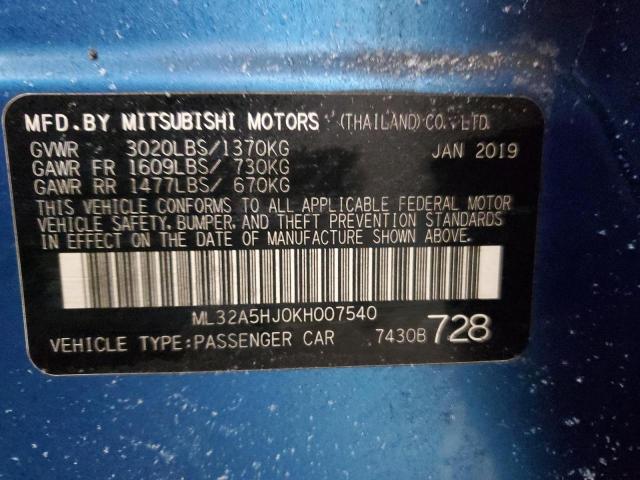 MFD.BY MITSUBISHI MOTORS (THAILAND)CO.,LTD.
GVWR 3020LBS/1370KG JAN 2019
GAWR FR 1609LBS/ 730KG
GAWR RR 1477LBS/ 670KG
THIS VEHICLE CONFORMS TO ALL APPLICABLE FEDERAL MOTOR
VEHICLE SAFETY, BUMPER, AND THEFT PREVENTION STANDARDS
IN EFFECT ON THE DATE OF MANUFACTURE SHOWN ABOVE.
ML32A5HJ0KH007540
VEHICLE TYPE:PASSENGER CAR 7430B 728